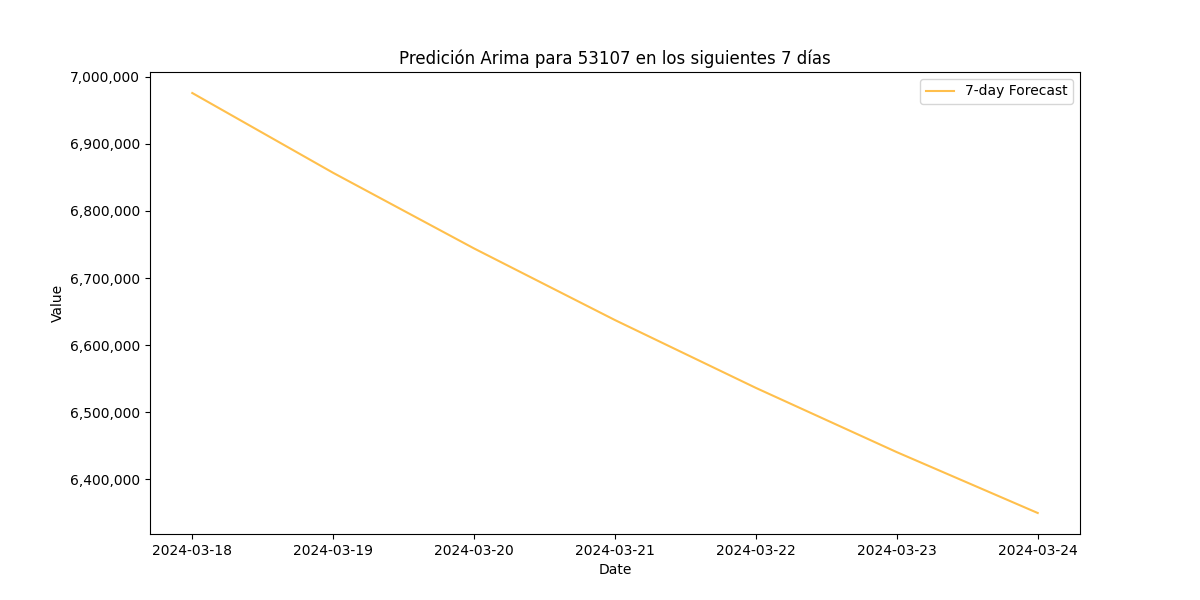 Predición Arima para 53107 en los siguientes 7 días
7-day Forecast
7,000,000
6,900,000
6,800,000
6,700,000
6,600,000
6,500,000
6,400,000
Value
2024-03-18 2024-03-19 2024-03-20 2024-03-21 2024-03-22 2024-03-23 2024-03-24
Date